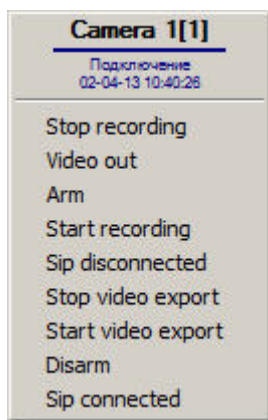 Camera 1[1]
Подключение
02-04-13 10:40:26
Stop recording
Video out
Arm
Start recording
Sip disconnected
Stop video export
Start video export
Disarm
Sip connected